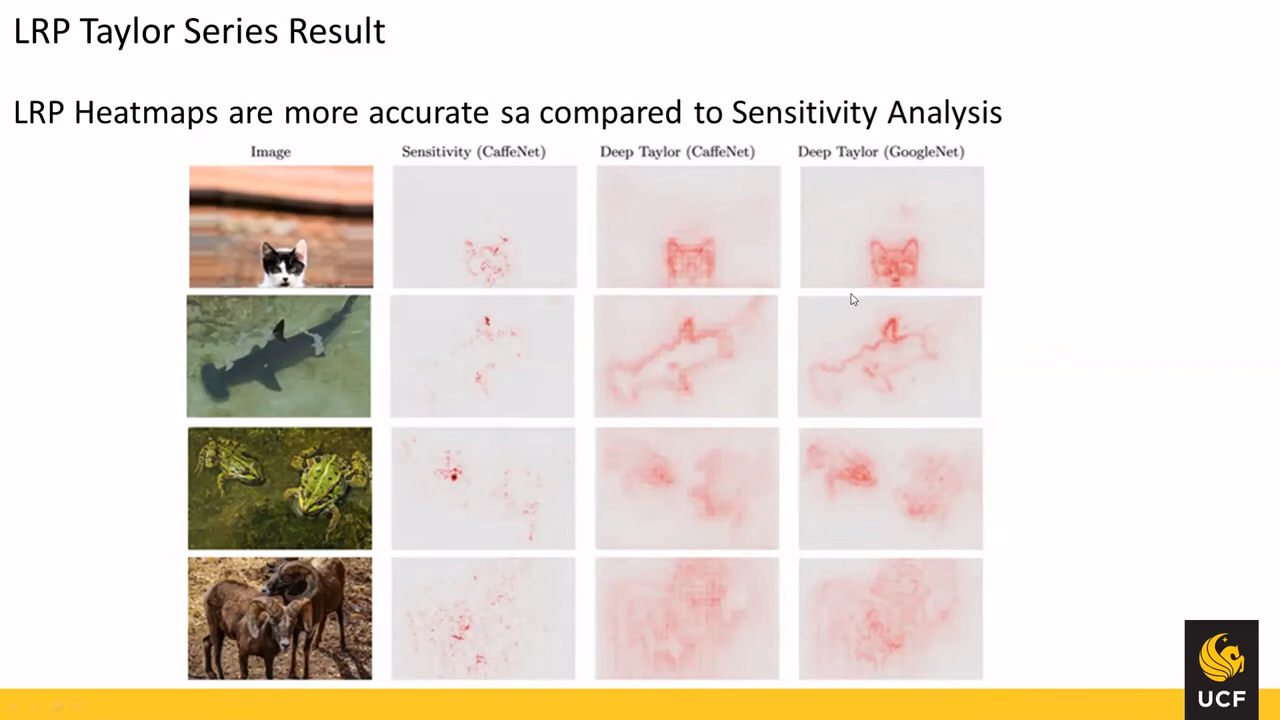 LRP Taylor Series Result
LRP Heatmaps are more accurate sa compared to Sensitivity Analysis
Image Sensitivity (CaffeNet) Deep Taylor (CaffeNet) Deep Taylor (GoogleNet)
UCF